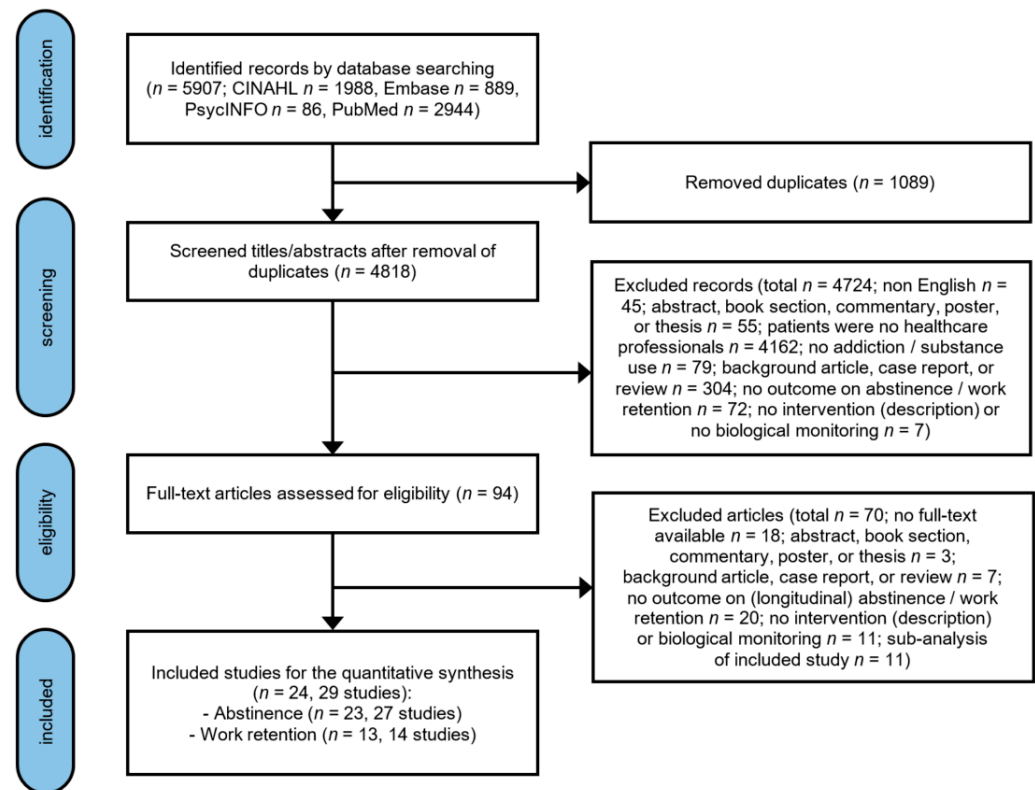 identification
Identified records by database searching
(n = 5907; CINAHL n = 1988, Embase n = 889,
PsycINFO n = 86, PubMed n = 2944)
Removed duplicates (n = 1089)
screening
Screened titles/abstracts after removal of
duplicates (n = 4818)
Excluded records (total n = 4724; non English n =
45; abstract, book section, commentary, poster,
or thesis n = 55; patients were no healthcare
professionals n = 4162; no addiction / substance
use n = 79; background article, case report, or
review n = 304; no outcome on abstinence / work
retention n = 72; no intervention (description) or
no biological monitoring n = 7)
eligibility
Full-text articles assessed for eligibility (n = 94)
Excluded articles (total n = 70; no full-text
available n = 18; abstract, book section,
commentary, poster, or thesis n = 3;
background article, case report, or review n = 7;
no outcome on (longitudinal) abstinence / work
retention n = 20; no intervention (description)
or biological monitoring n = 11; sub-analysis
of included study n = 11)
included
Included studies for the quantitative synthesis
(n = 24, 29 studies):
- Abstinence (n = 23, 27 studies)
- Work retention (n = 13, 14 studies)